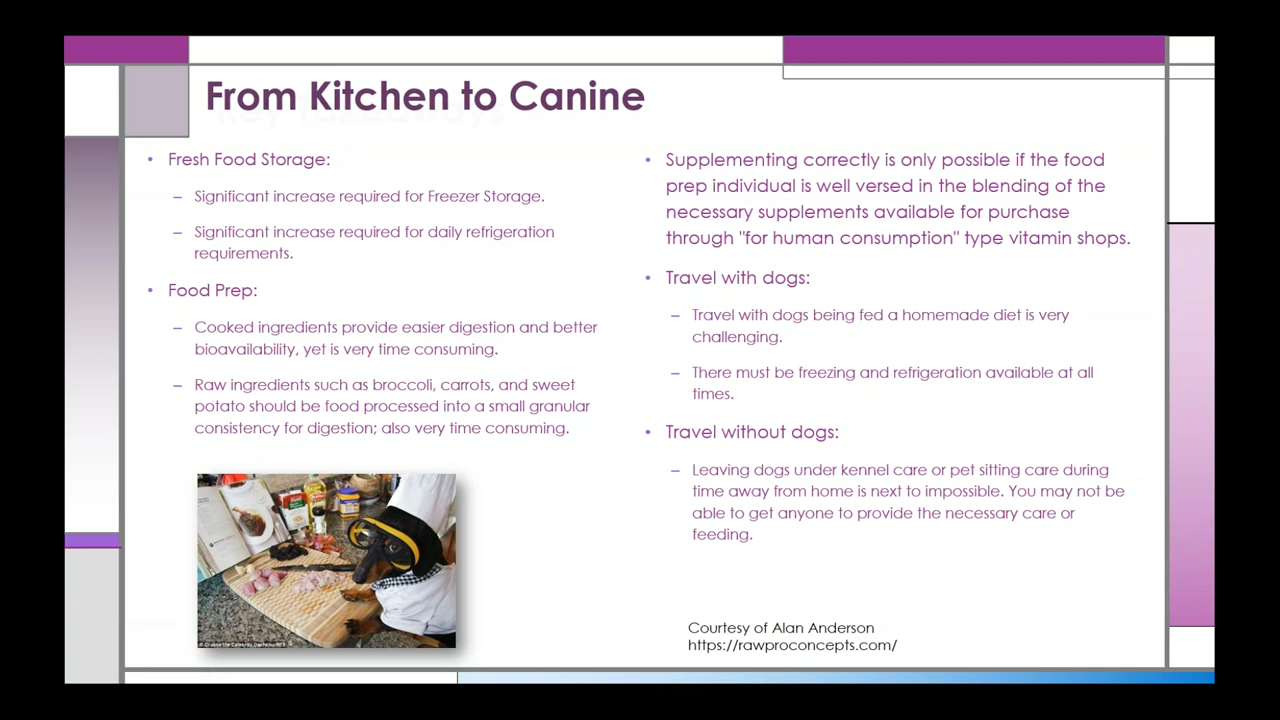 From Kitchen to Canine
• Fresh Food Storage:
– Significant increase required for Freezer Storage.
– Significant increase required for daily refrigeration
requirements.
• Food Prep:
– Cooked ingredients provide easier digestion and better
bioavailability, yet is very time consuming.
– Raw ingredients such as broccoli, carrots, and sweet
potato should be food processed into a small granular
consistency for digestion; also very time consuming.
• Supplementing correctly is only possible if the food
prep individual is well versed in the blending of the
necessary supplements available for purchase
through "for human consumption" type vitamin shops.
• Travel with dogs:
– Travel with dogs being fed a homemade diet is very
challenging.
– There must be freezing and refrigeration available at all
times.
• Travel without dogs:
– Leaving dogs under kennel care or pet sitting care during
time away from home is next to impossible. You may not be
able to get anyone to provide the necessary care or
feeding.
Courtesy of Alan Anderson
https://rawproconcepts.com/